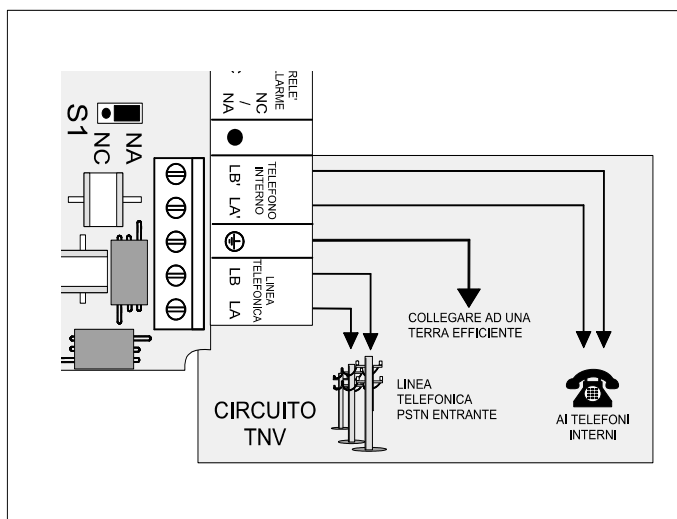 RELE'
NC
/
NA
S1
NC
NA
TELEFONO
INTERNO
LB'
LA'
LINEA
TELEFONICA
LB
LA
COLLEGARE AD UNA
TERRA EFFICIENTE
LINEA
TELEFONICA
PSTN ENTRANTE
CIRCUITO
TNV
AI TELEFONI
INTERNI